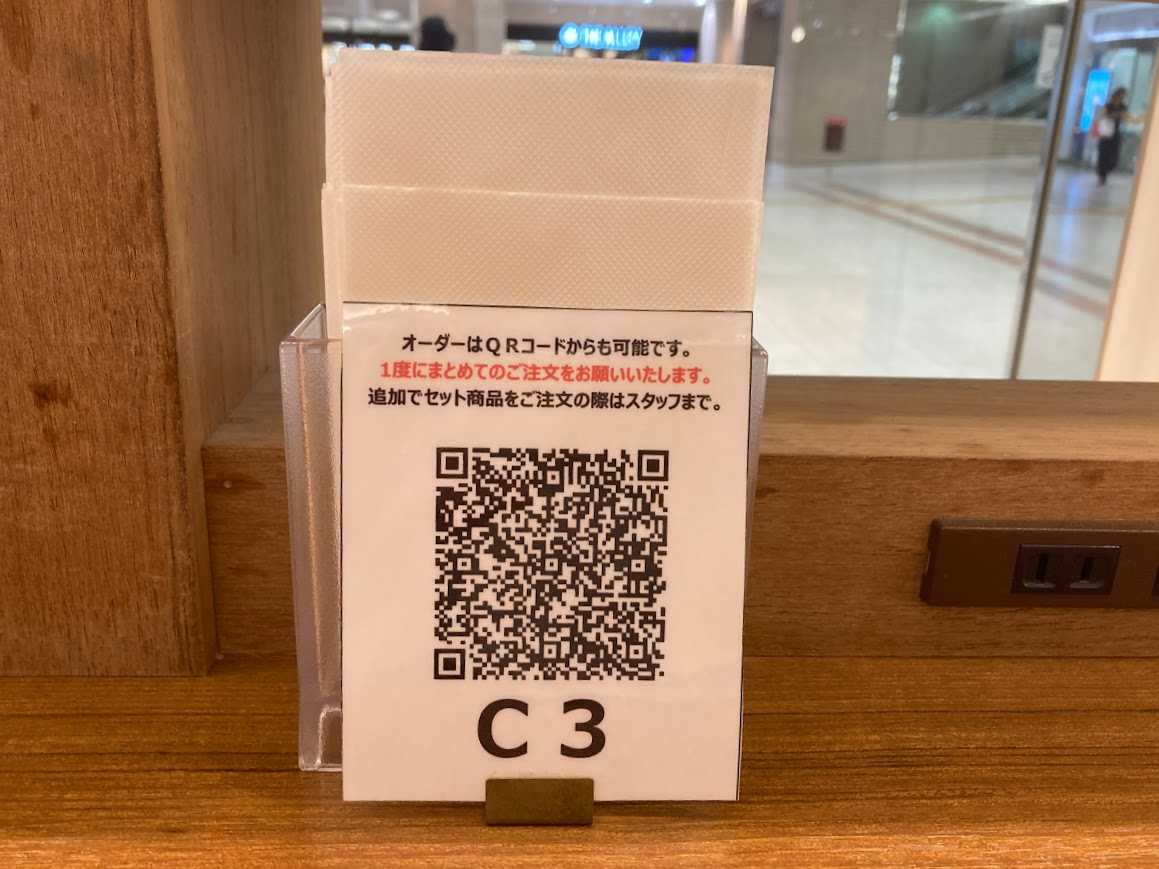 オーダーはQRコードからも可能です。
1度にまとめてのご注文をお願いいたします。
追加でセット商品をご注文の際はスタッフまで。
C3